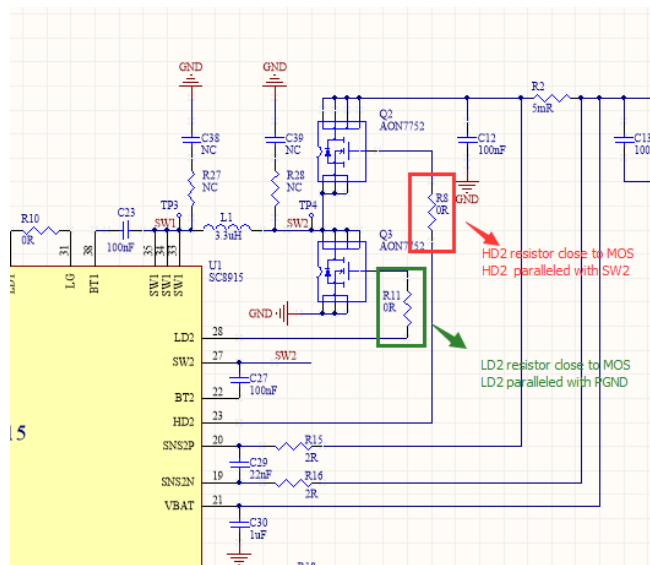 GND
GND
R2
5mR
Q2
AON7752
C38
NC
C39
NC
C12
100nF
C13
100nF
R27
NC
R28
NC
GND
R8
0R
TP3
TP4
R10
0R
C23
100nF
SW1
L1
3.3uH
SW2
Q3
AON7752
HD2 resistor close to MOS
HD2 paralleled with SW2
31
38
35
34
33
U1
SC8915
LD1
LG
BT1
SW1
SW1
SW1
R11
0R
GND
LD2
28
LD2 resistor close to MOS
LD2 paralleled with PGND
SW2
27
SW2
C27
100nF
BT2
22
HD2
23
15
SNS2P
20
R15
2R
C29
22nF
R16
2R
SNS2N
19
VBAT
21
C30
1uF